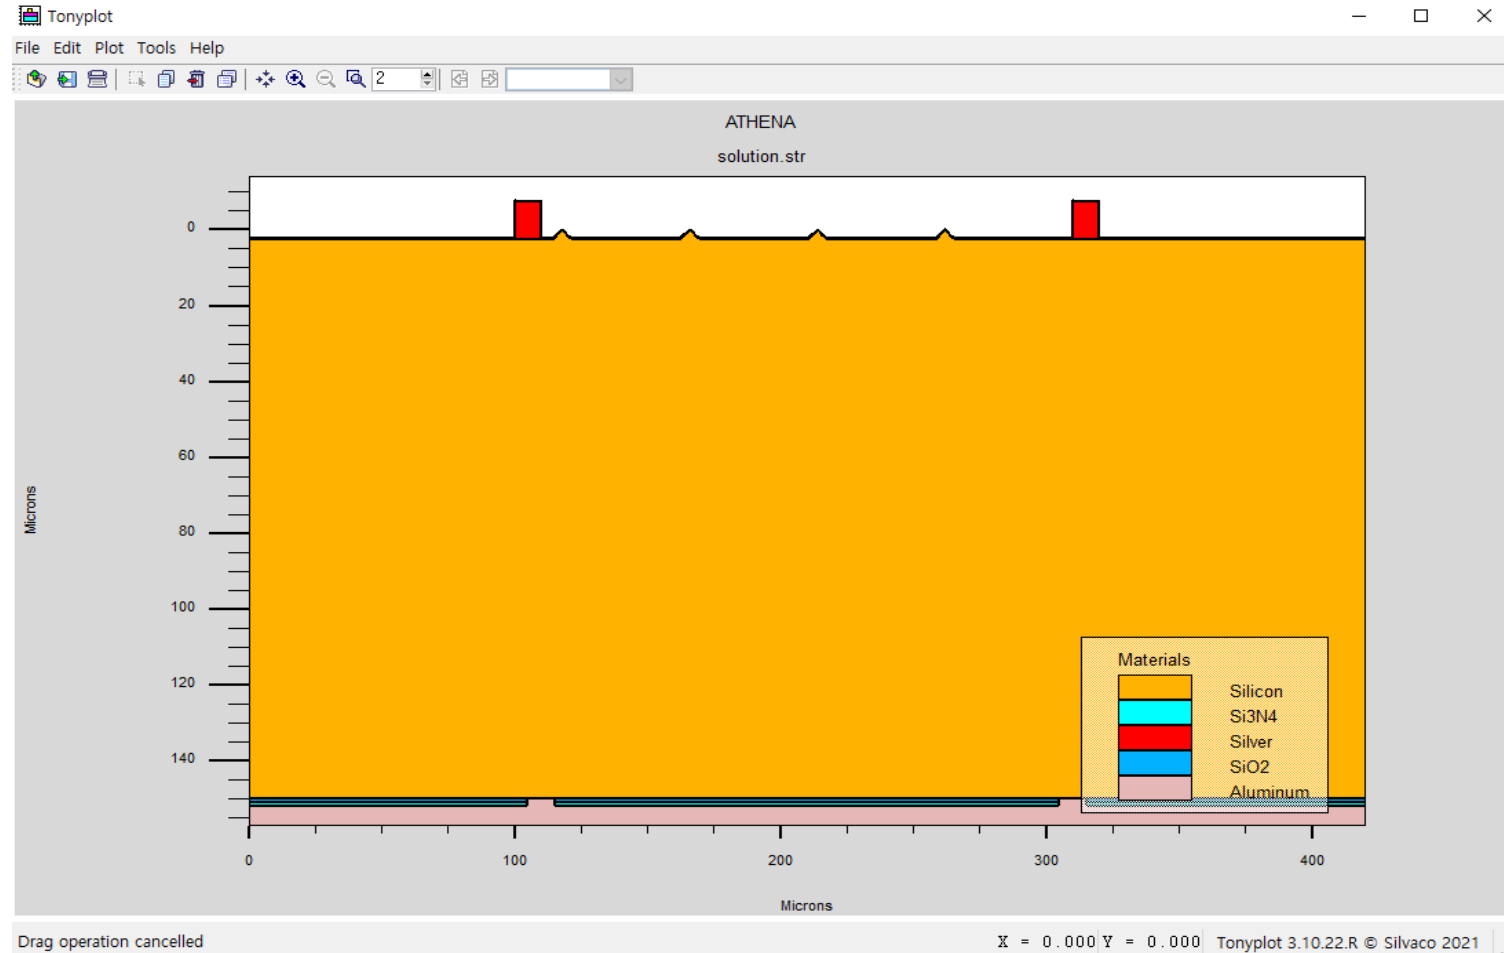 Tonyplot
File Edit Plot Tools Help
2
ATHENA
solution.str
0
20
40
60
80
100
120
140
Microns
Materials
Silicon
Si3N4
Silver
SiO2
Aluminum
0 100 200 300 400
Microns
Drag operation cancelled X = 0.000 Y = 0.000 Tonyplot 3.10.22.R © Silvaco 2021